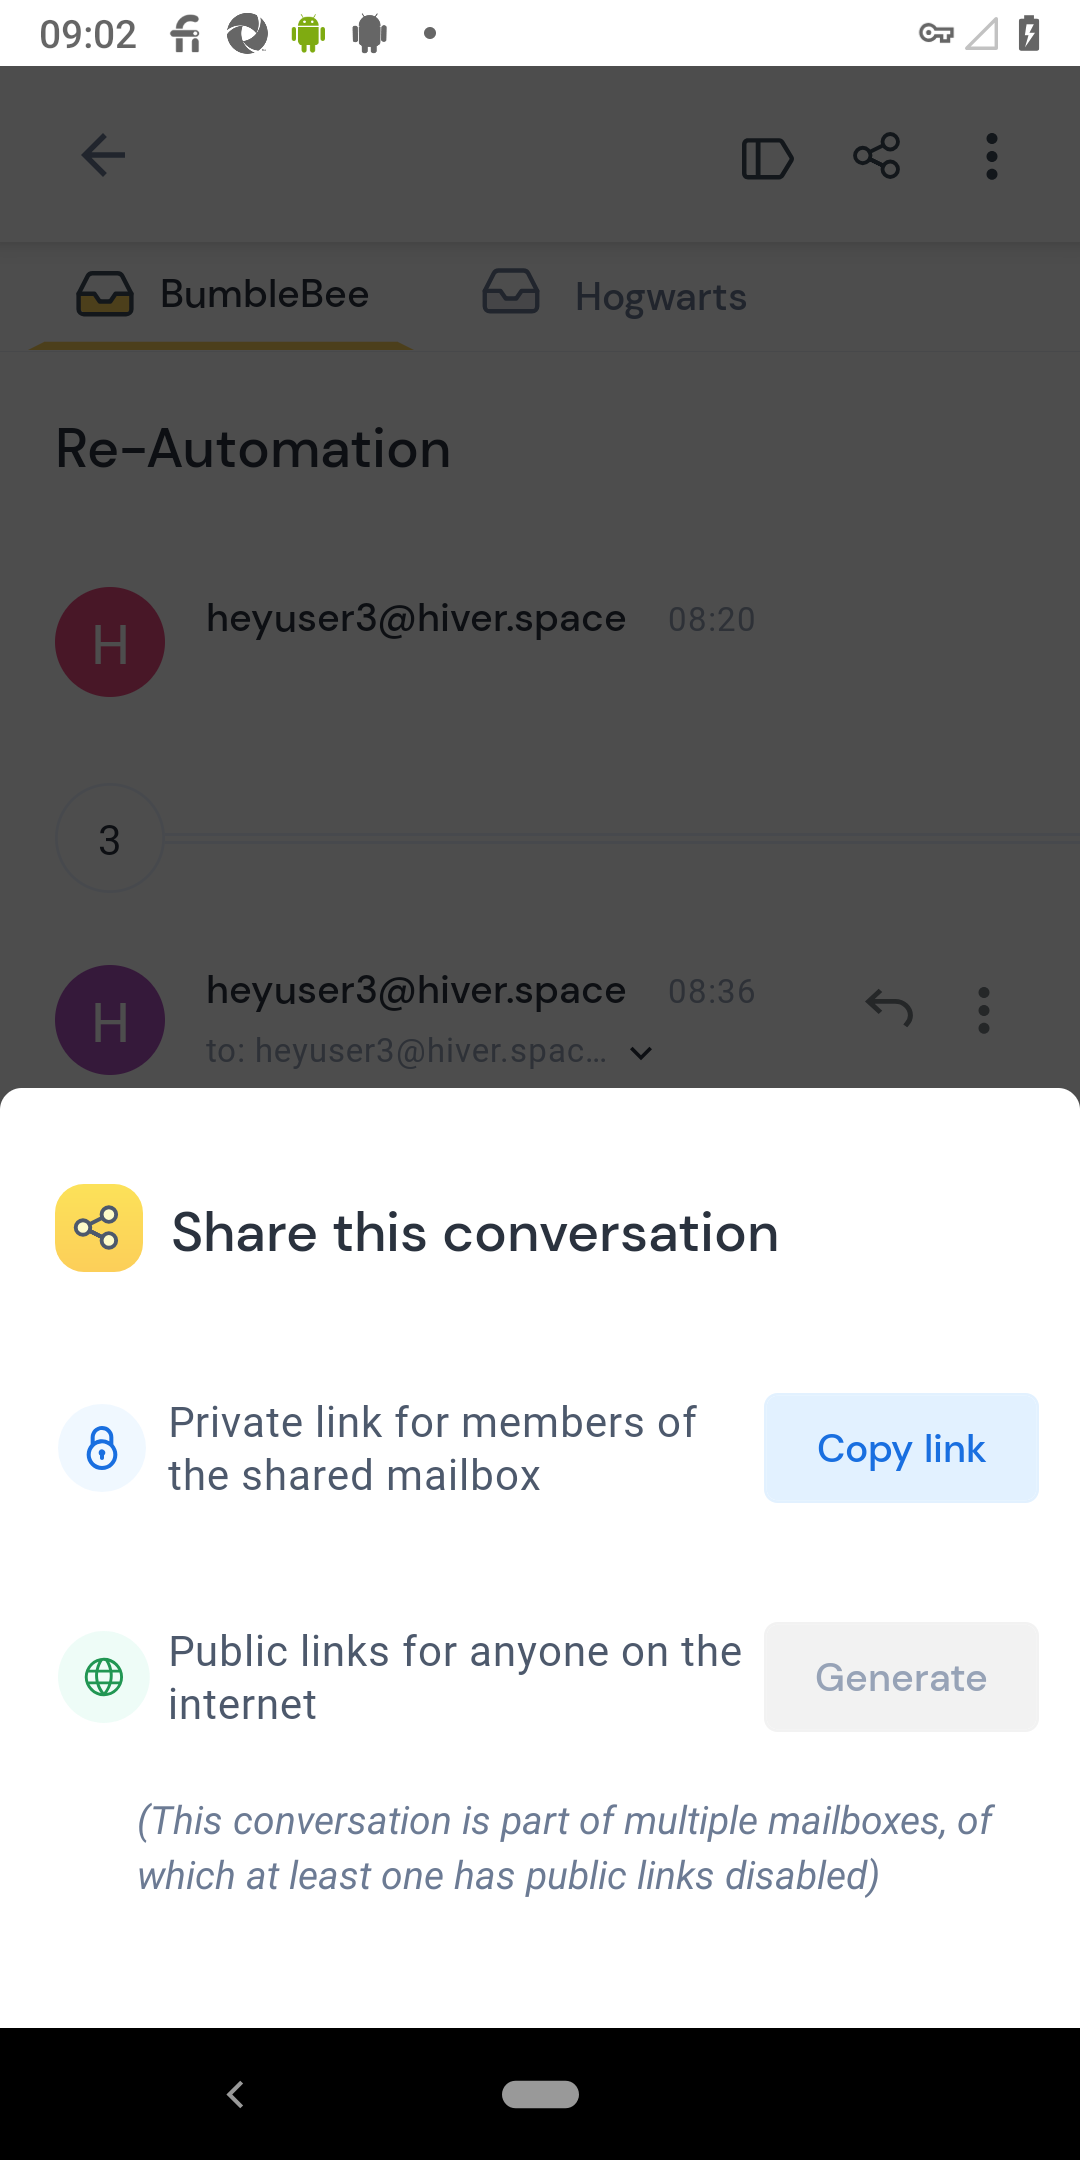 09:02
BumbleBee
Hogwarts
Re-Automation
H
heyuser3@hiver.space 08:20
3
H
heyuser3@hiver.space 08:36
to: heyuser3@hiver.spac...
Share this conversation
Private link for members of
the shared mailbox
Copy link
Public links for anyone on the
internet
Generate
(This conversation is part of multiple mailboxes, of
which at least one has public links disabled)